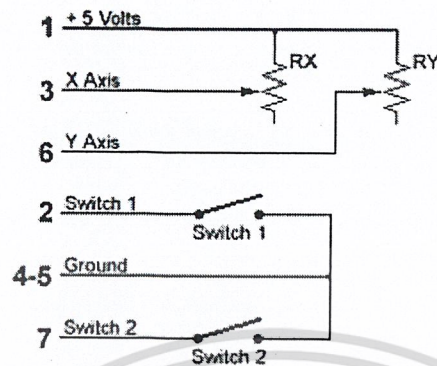 1 + 5 Volts
RX
RY
3 X Axis
6 Y Axis
2 Switch 1
Switch 1
4-5 Ground
7 Switch 2
Switch 2